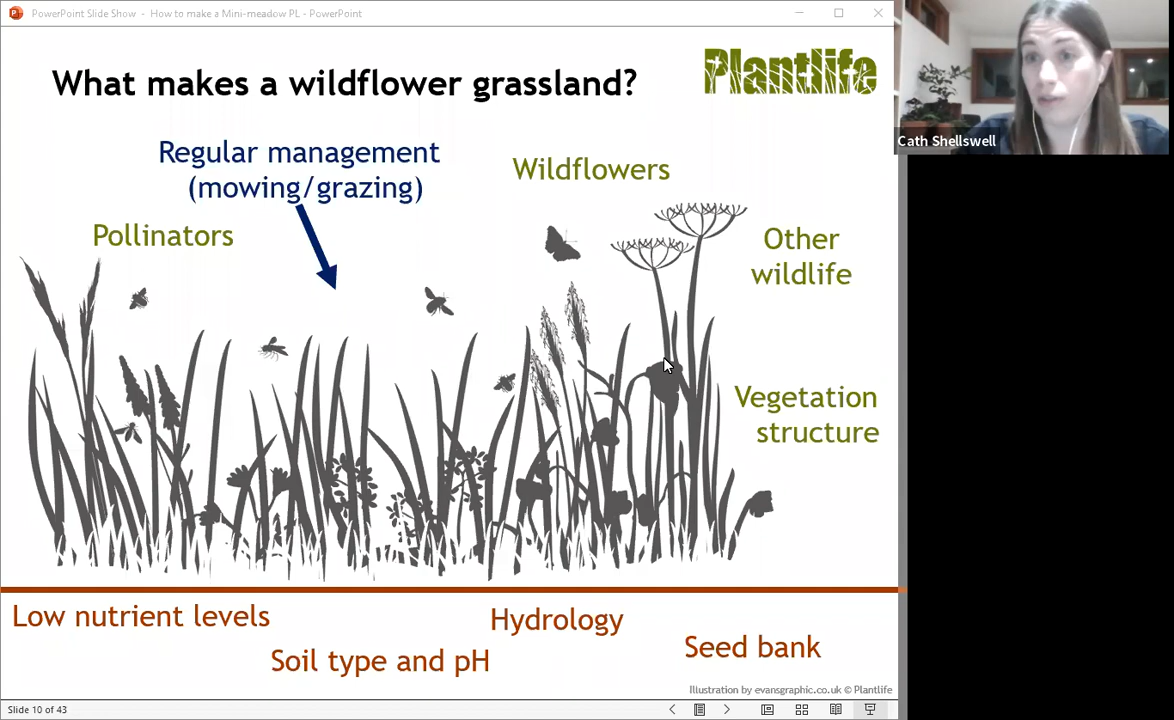 PowerPoint Slide Show - How to make a Mini-meadow PL - PowerPoint
What makes a wildflower grassland?
Plantlife
Cath Shellswell
Regular management
(mowing/grazing)
Wildflowers
Pollinators
Other
wildlife
Vegetation
structure
Low nutrient levels
Hydrology
Soil type and pH
Seed bank
Illustration by evansgraphic.co.uk © Plantlife
Slide 10 of 43